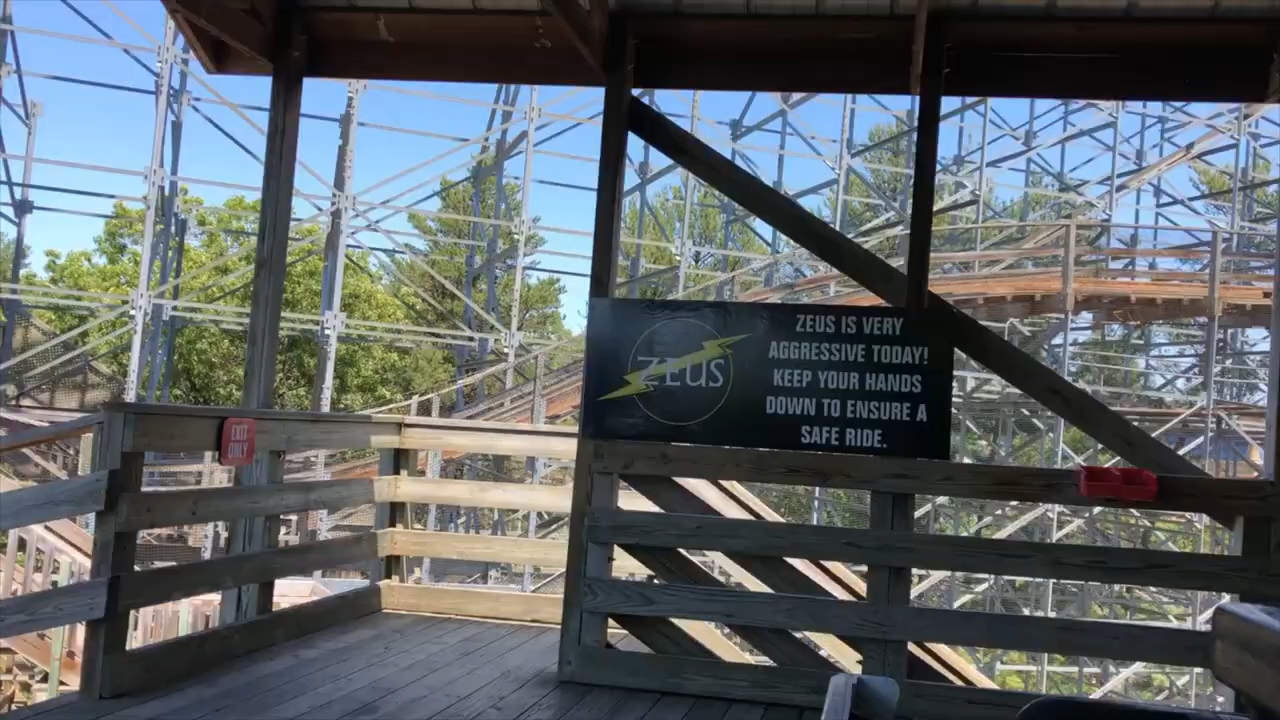 EXIT
ONLY
ZEUS
ZEUS IS VERY
AGGRESSIVE TODAY!
KEEP YOUR HANDS
DOWN TO ENSURE A
SAFE RIDE.